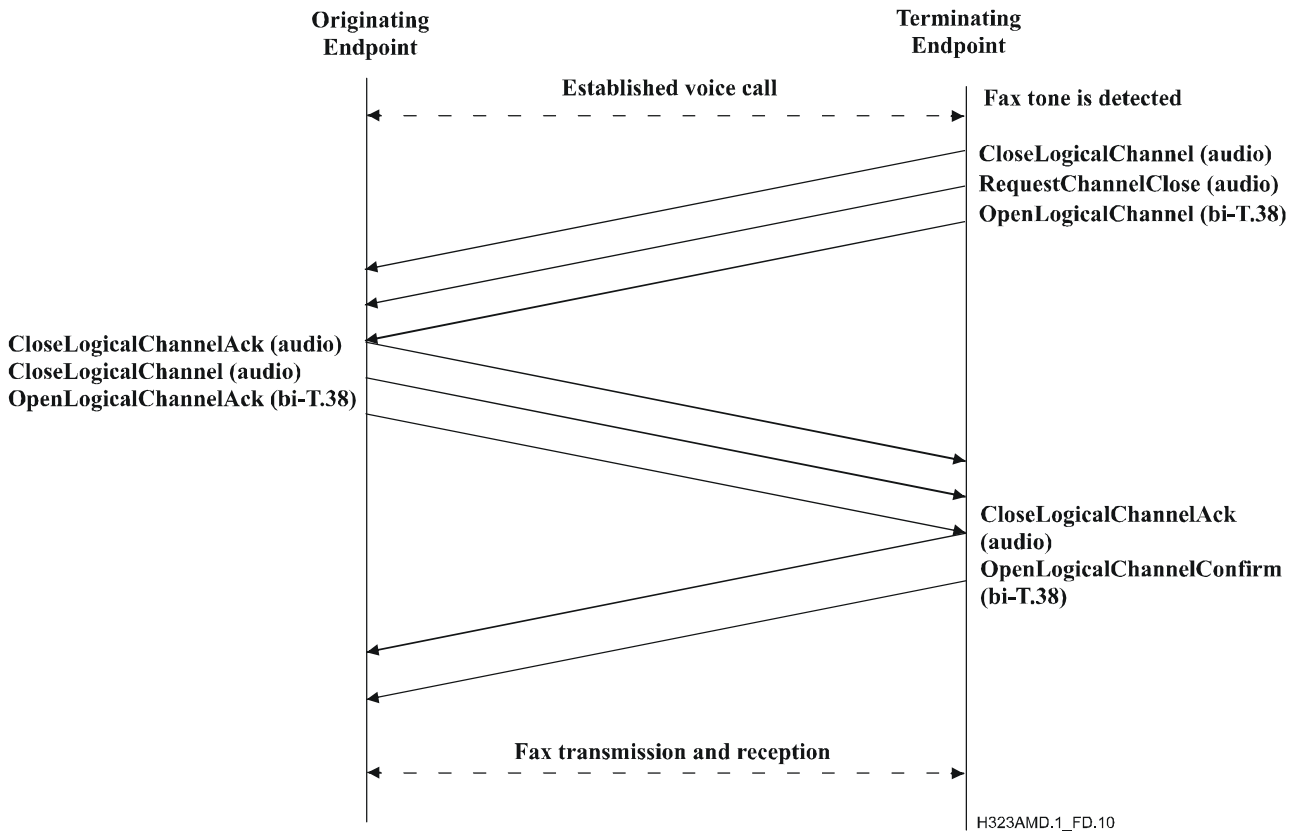 Originating
Endpoint
Terminating
Endpoint
Established voice call
Fax tone is detected
CloseLogicalChannel (audio)
RequestChannelClose (audio)
OpenLogicalChannel (bi-T.38)
CloseLogicalChannelAck (audio)
CloseLogicalChannel (audio)
OpenLogicalChannelAck (bi-T.38)
CloseLogicalChannelAck
(audio)
OpenLogicalChannelConfirm
(bi-T.38)
Fax transmission and reception
H323AMD.1_FD.10